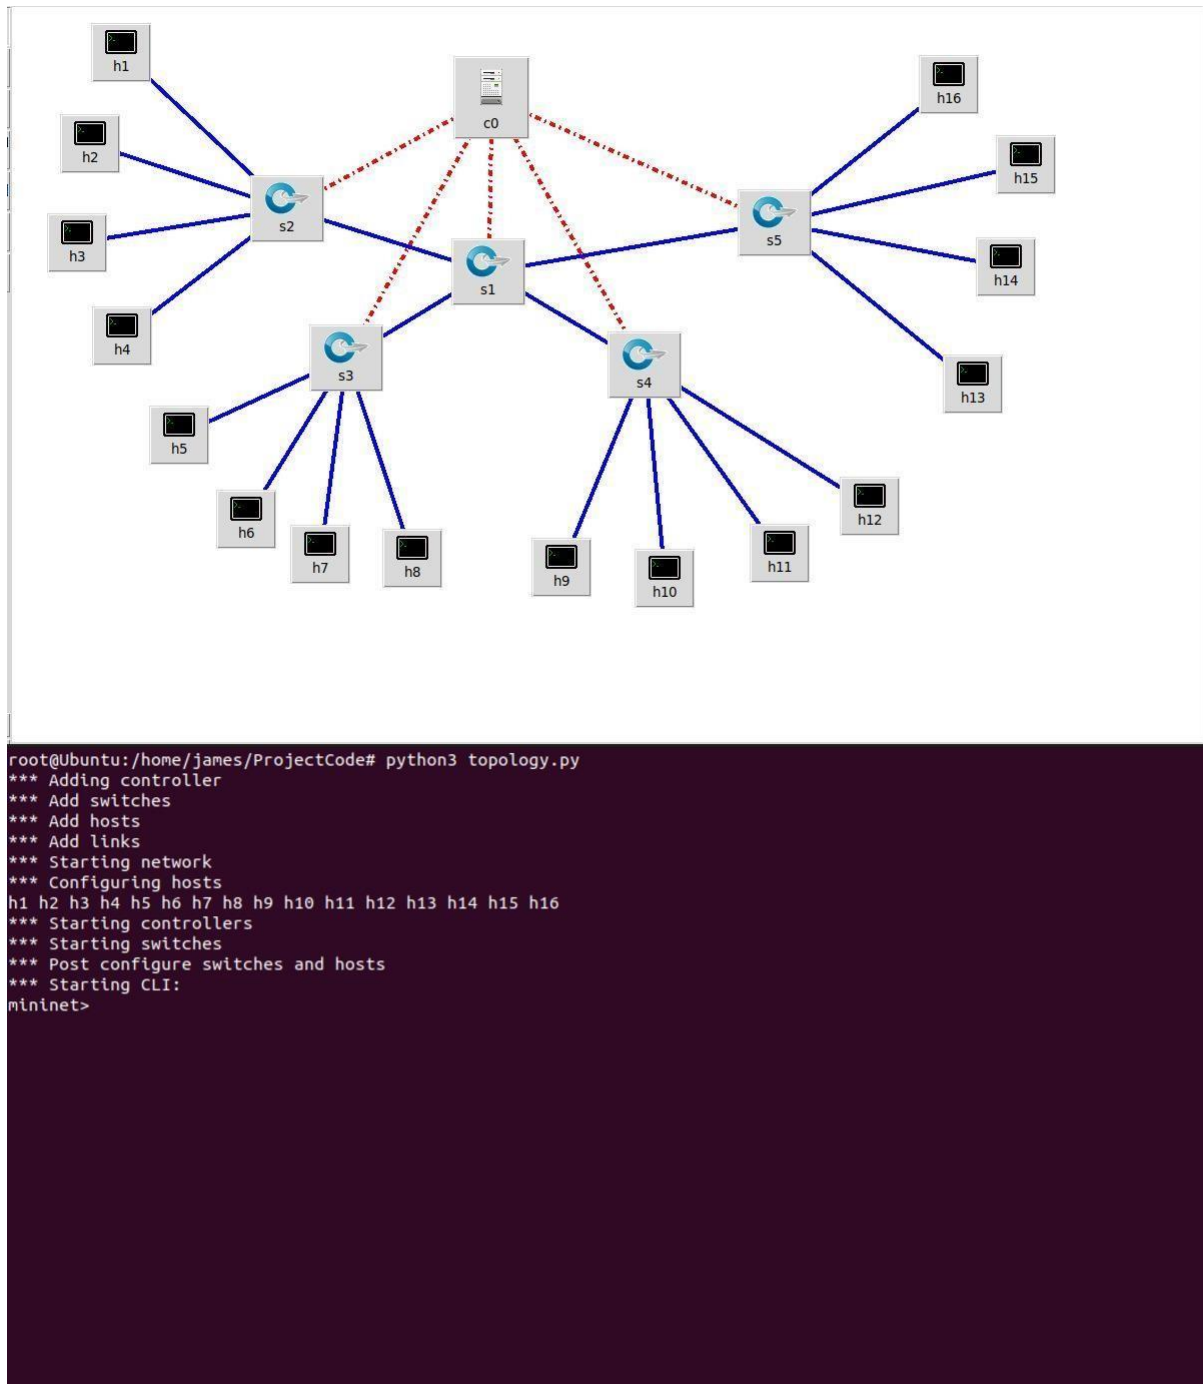 h1
c0
h16
h2
h15
s2
s5
h3
h14
s1
h4
s3
s4
h13
h5
h6
h12
h7
h8
h9
h10
h11
root@Ubuntu:/home/james/ProjectCode# python3 topology.py
*** Adding controller
*** Add switches
*** Add hosts
*** Add links
*** Starting network
*** Configuring hosts
h1 h2 h3 h4 h5 h6 h7 h8 h9 h10 h11 h12 h13 h14 h15 h16
*** Starting controllers
*** Starting switches
*** Post configure switches and hosts
*** Starting CLI:
mininet>